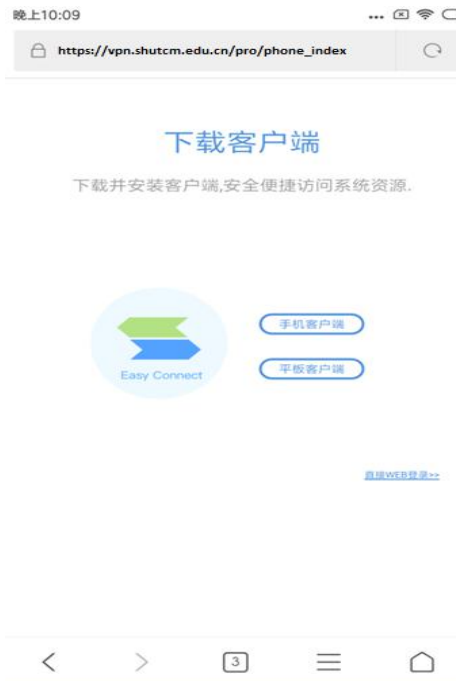 晚上10:09
https://vpn.shutcm.edu.cn/pro/phone_index
下载客户端
下载并安装客户端,安全便捷访问系统资源.
手机客户端
平板客户端
Easy Connect
直接WEB登录>>
3